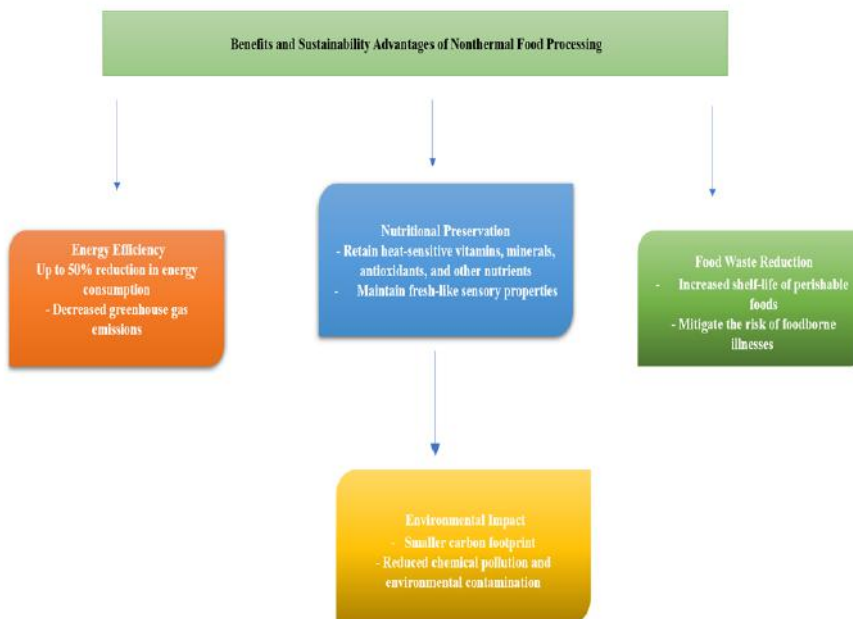 Benefits and Sustainability Advantages of Nonthermal Food Processing
Energy Efficiency
Up to 50% reduction in energy
consumption
- Decreased greenhouse gas
emissions
Nutritional Preservation
- Retain heat-sensitive vitamins, minerals,
antioxidants, and other nutrients
- Maintain fresh-like sensory properties
Food Waste Reduction
- Increased shelf-life of perishable
foods
- Mitigate the risk of foodborne
illnesses
Environmental Impact
- Smaller carbon footprint
- Reduced chemical pollution and
environmental contamination